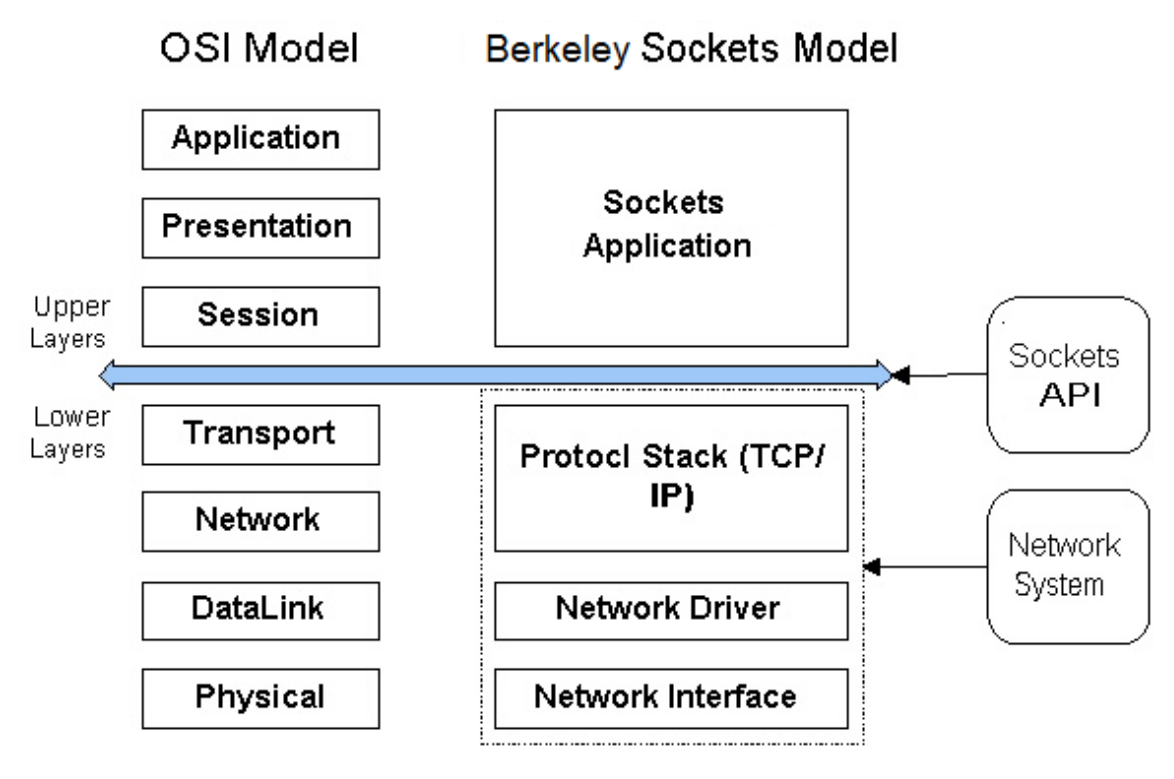 OSI Model
Berkeley Sockets Model
Application
Presentation
Session
Sockets
Application
Upper
Layers
Sockets
API
Lower
Layers
Transport
Network
DataLink
Physical
Protocl Stack (TCP/
IP)
Network Driver
Network Interface
Network
System